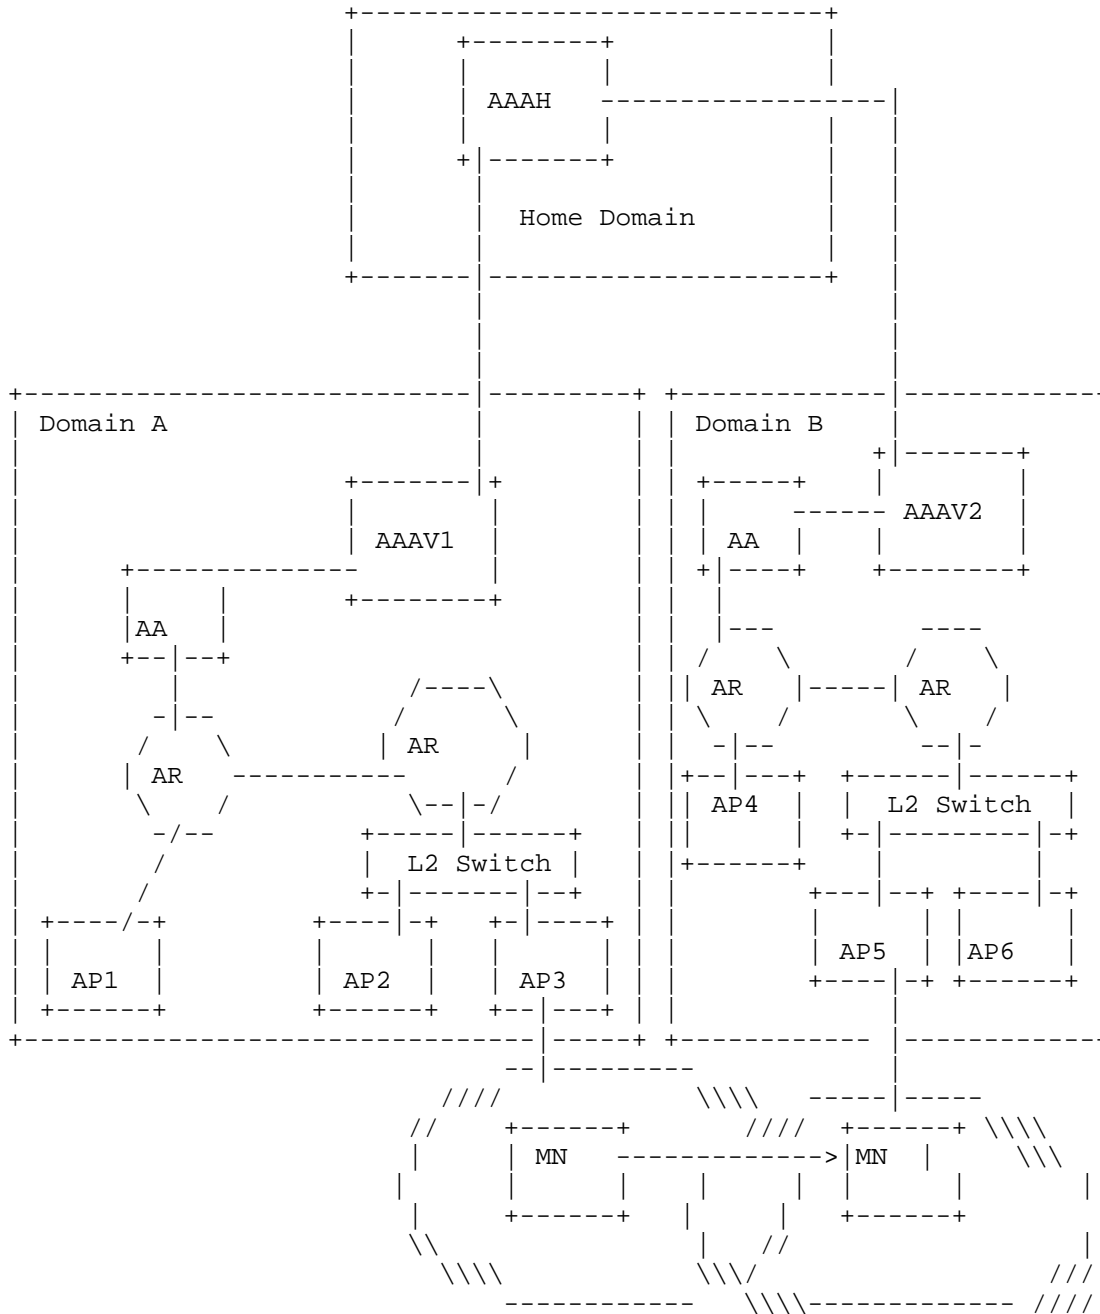 AAAH
Home Domain
Domain A Domain B
AAAV2
AAAV1 AA
AA
AR AR
AR
AR
AP4 L2 Switch
L2 Switch
AP5 AP6
AP1 AP2 AP3
MN MN